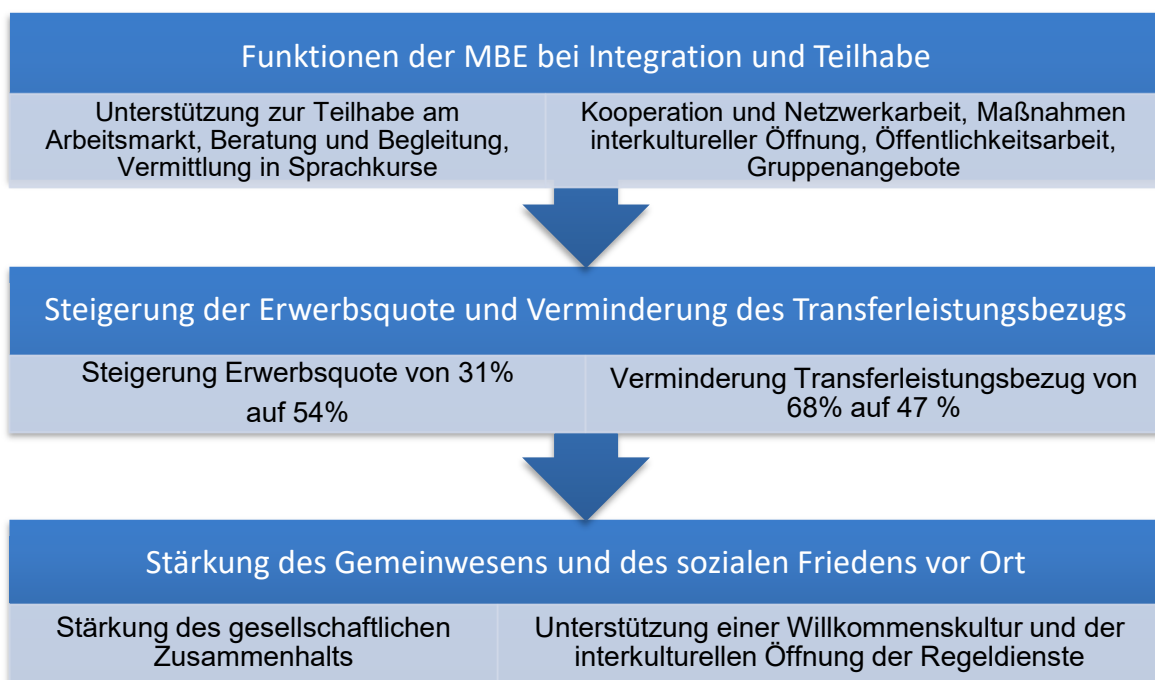 Funktionen der MBE bei Integration und Teilhabe
Unterstützung zur Teilhabe am
Arbeitsmarkt, Beratung und Begleitung,
Vermittlung in Sprachkurse
Kooperation und Netzwerkarbeit, Maßnahmen
interkultureller Öffnung, Öffentlichkeitsarbeit,
Gruppenangebote
Steigerung der Erwerbsquote und Verminderung des Transferleistungsbezugs
Steigerung Erwerbsquote von 31%
auf 54%
Verminderung Transferleistungsbezug von
68% auf 47 %
Stärkung des Gemeinwesens und des sozialen Friedens vor Ort
Stärkung des gesellschaftlichen
Zusammenhalts
Unterstützung einer Willkommenskultur und der
interkulturellen Öffnung der Regeldienste